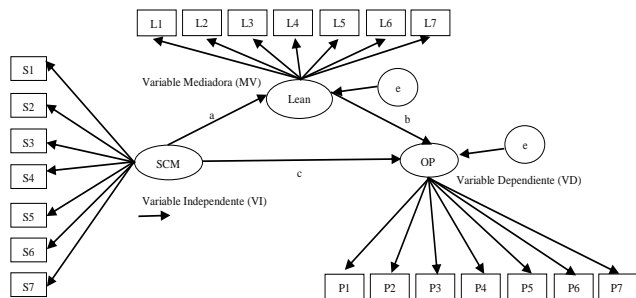 L1 L2 L3 L4 L5 L6 L7
S1
Variable Mediadora (MV)
Lean
e
S2
a
b
S3
e
SCM
OP
S4
c
Variable Dependiente (VD)
S5
Variable Independente (VI)
S6
S7
P1 P2 P3 P4 P5 P6 P7